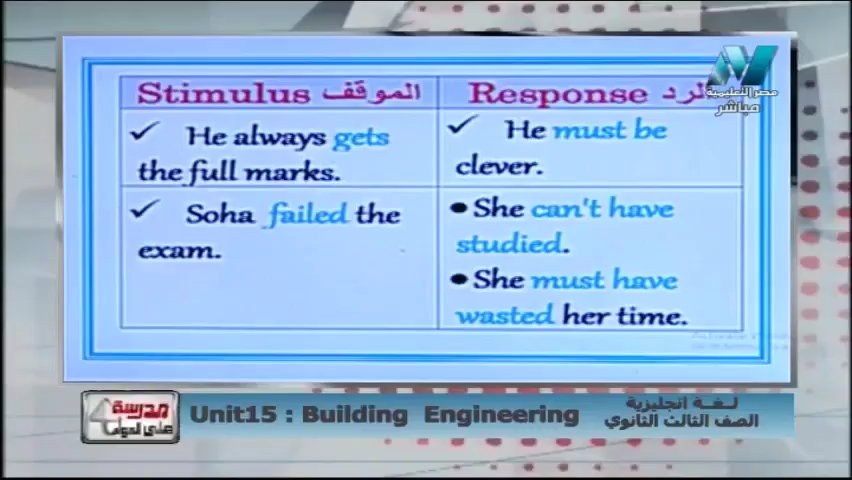 Stimulus الموقف
Response الرد
مصر التعليمية
مباشر
✓ He always gets
the full marks.
✓ He must be
clever.
✓ Soha failed the
exam.
• She can't have
studied.
• She must have
wasted her time.
مدرسة
على الهواء
Unit15 : Building Engineering
لغة انجليزية
الصف الثالث الثانوي